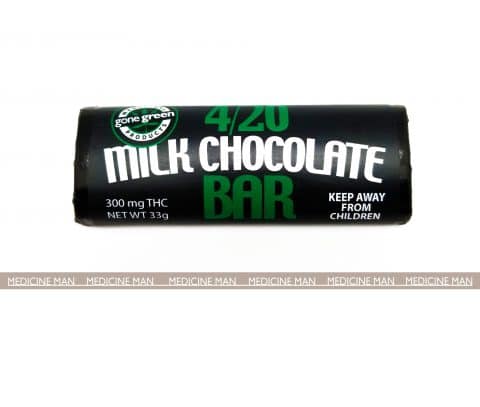 gone green
PRODUCTS
4/20
MILK CHOCOLATE
BAR
300 mg THC
NET WT 33g
KEEP AWAY
FROM
CHILDREN
MEDICINE MAN MEDICINE MAN MEDICINE MAN MEDICINE MAN MEDICINE MAN MEDICINE MAN